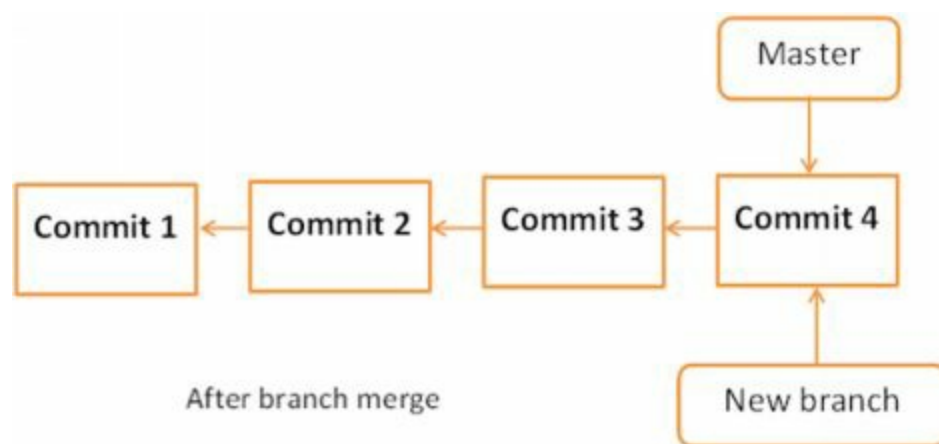 Master
Commit 1
Commit 2
Commit 3
Commit 4
After branch merge
New branch